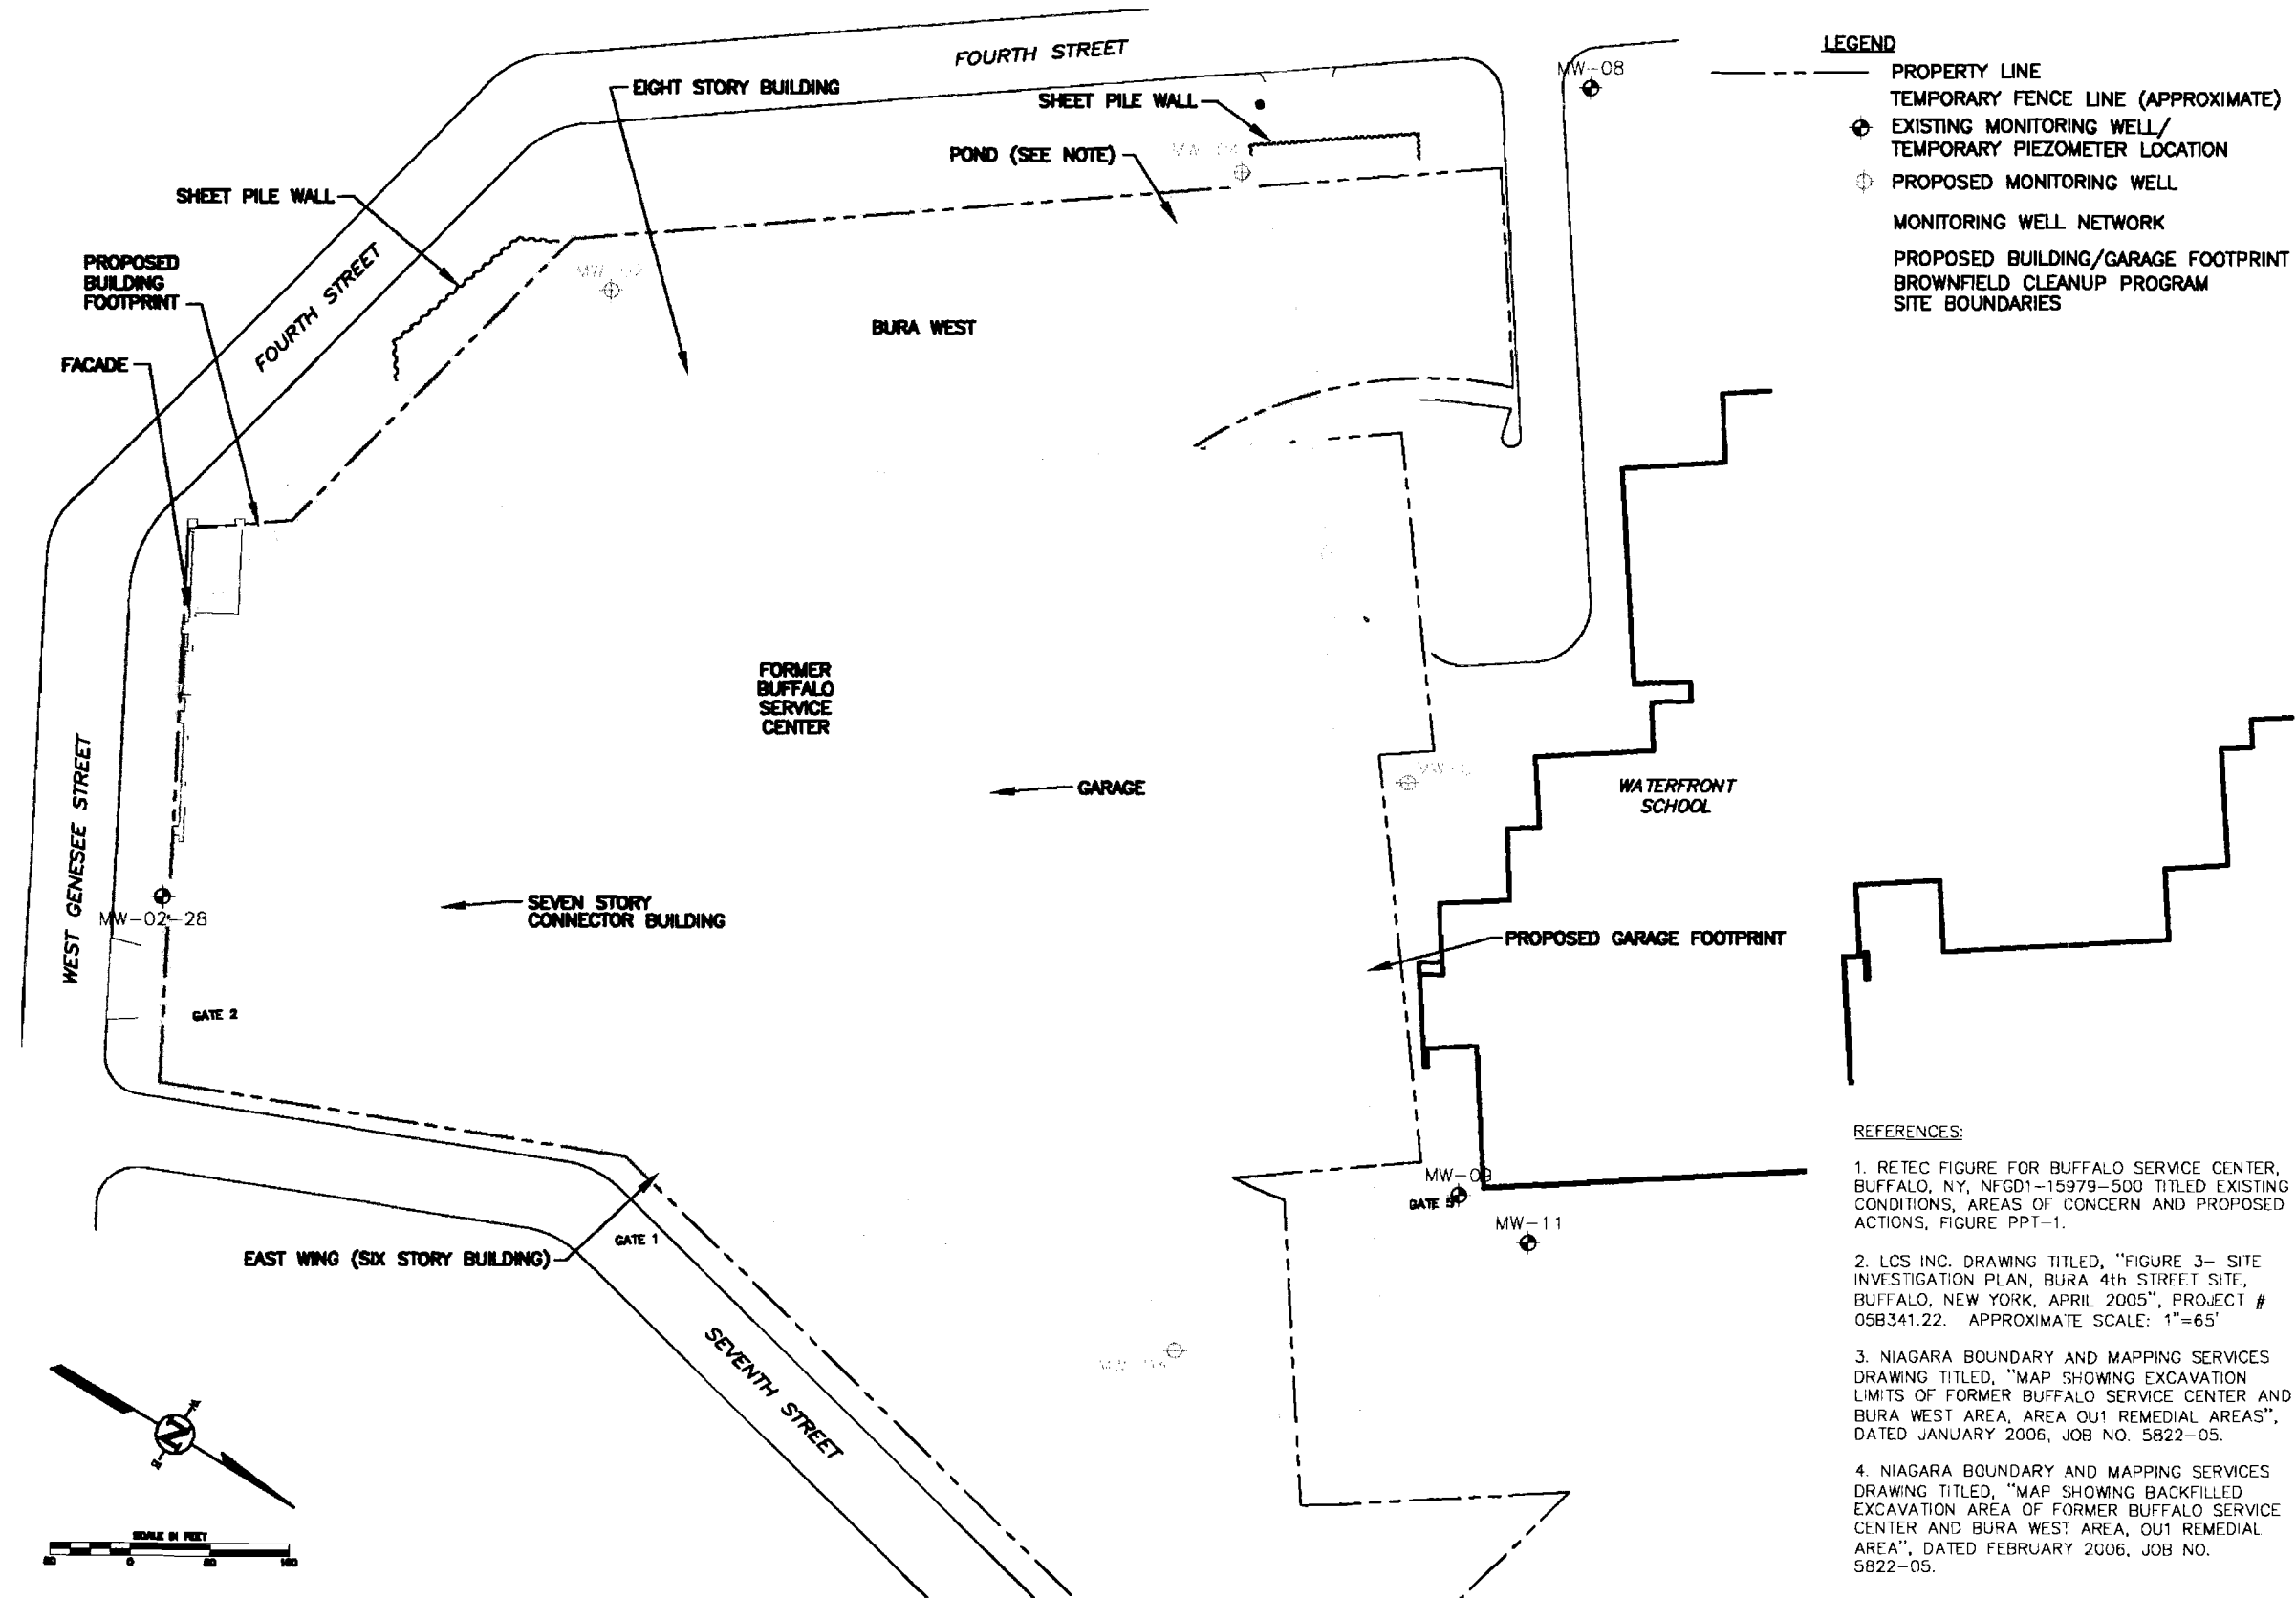 FOURTH STREET
EIGHT STORY BUILDING
SHEET PILE WALL
MW-08
POND (SEE NOTE)
SHEET PILE WALL
PROPOSED
BUILDING
FOOTPRINT
FOURTH STREET
FACADE
BURA WEST
FORMER
BUFFALO
SERVICE
CENTER
WEST GENESEE STREET
GARAGE
WATERFRONT
SCHOOL
SEVEN STORY
CONNECTOR BUILDING
MW-02-28
PROPOSED GARAGE FOOTPRINT
GATE 2
MW-09
GATE 5
MW-11
GATE 1
EAST WING (SIX STORY BUILDING)
SEVENTH STREET
N
SCALE IN FEET
80 0 80 160
LEGEND
PROPERTY LINE
TEMPORARY FENCE LINE (APPROXIMATE)
EXISTING MONITORING WELL/
TEMPORARY PIEZOMETER LOCATION
PROPOSED MONITORING WELL
MONITORING WELL NETWORK
PROPOSED BUILDING/GARAGE FOOTPRINT
BROWNFIELD CLEANUP PROGRAM
SITE BOUNDARIES
REFERENCES:
1. RETEC FIGURE FOR BUFFALO SERVICE CENTER,
BUFFALO, NY, NFGD1-15979-500 TITLED EXISTING
CONDITIONS, AREAS OF CONCERN AND PROPOSED
ACTIONS, FIGURE PPT-1.
2. LCS INC. DRAWING TITLED, "FIGURE 3- SITE
INVESTIGATION PLAN, BURA 4th STREET SITE,
BUFFALO, NEW YORK, APRIL 2005", PROJECT #
05B341.22. APPROXIMATE SCALE: 1"=65'
3. NIAGARA BOUNDARY AND MAPPING SERVICES
DRAWING TITLED, "MAP SHOWING EXCAVATION
LIMITS OF FORMER BUFFALO SERVICE CENTER AND
BURA WEST AREA, AREA OU1 REMEDIAL AREAS",
DATED JANUARY 2006, JOB NO. 5822-05.
4. NIAGARA BOUNDARY AND MAPPING SERVICES
DRAWING TITLED, "MAP SHOWING BACKFILLED
EXCAVATION AREA OF FORMER BUFFALO SERVICE
CENTER AND BURA WEST AREA, OU1 REMEDIAL
AREA", DATED FEBRUARY 2006, JOB NO.
5822-05.